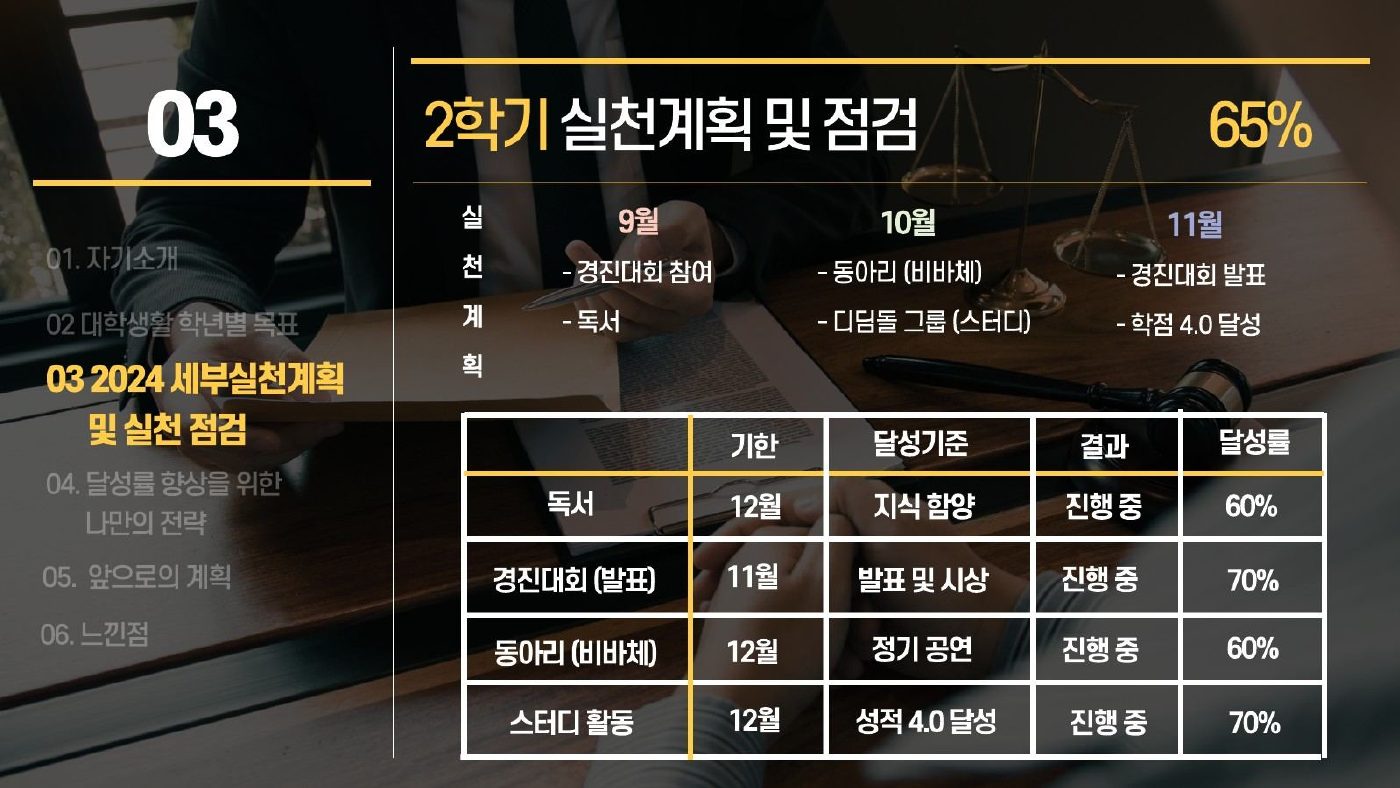 03
01. 자기소개
02 대학생활 학년별 목표
03 2024 세부실천계획
및 실천 점검
04. 달성률 향상을 위한
나만의 전략
05. 앞으로의 계획
06. 느낀점
2학기 실천계획 및 점검 65%
실
천
계
획
9월 10월 11월
- 경진대회 참여 - 동아리 (비바체) - 경진대회 발표
- 독서 - 디딤돌 그룹 (스터디) - 학점 4.0 달성
기한 달성기준 결과 달성률
독서 12월 지식 함양 진행 중 60%
경진대회 (발표) 11월 발표 및 시상 진행 중 70%
동아리 (비바체) 12월 정기 공연 진행 중 60%
스터디 활동 12월 성적 4.0 달성 진행 중 70%